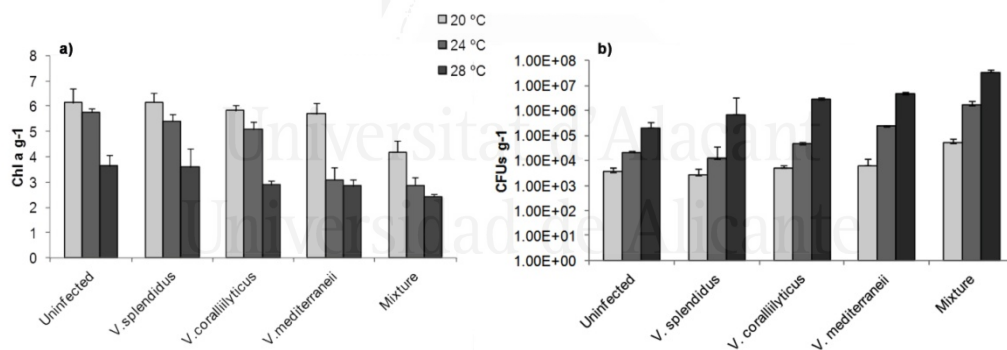 20 ºC
24 ºC
28 ºC
a)
Chl a g-1
8
7
6
5
4
3
2
1
0
Uninfected
V.splendidus
V.coralliilyticus
V.mediterraneii
Mixture
b)
CFUs g-1
1.00E+08
1.00E+07
1.00E+06
1.00E+05
1.00E+04
1.00E+03
1.00E+02
1.00E+01
1.00E+00
Uninfected
V. splendidus
V. coralliilyticus
V. mediterraneii
Mixture
Universitat d'Alacant
Universidad de Alicante